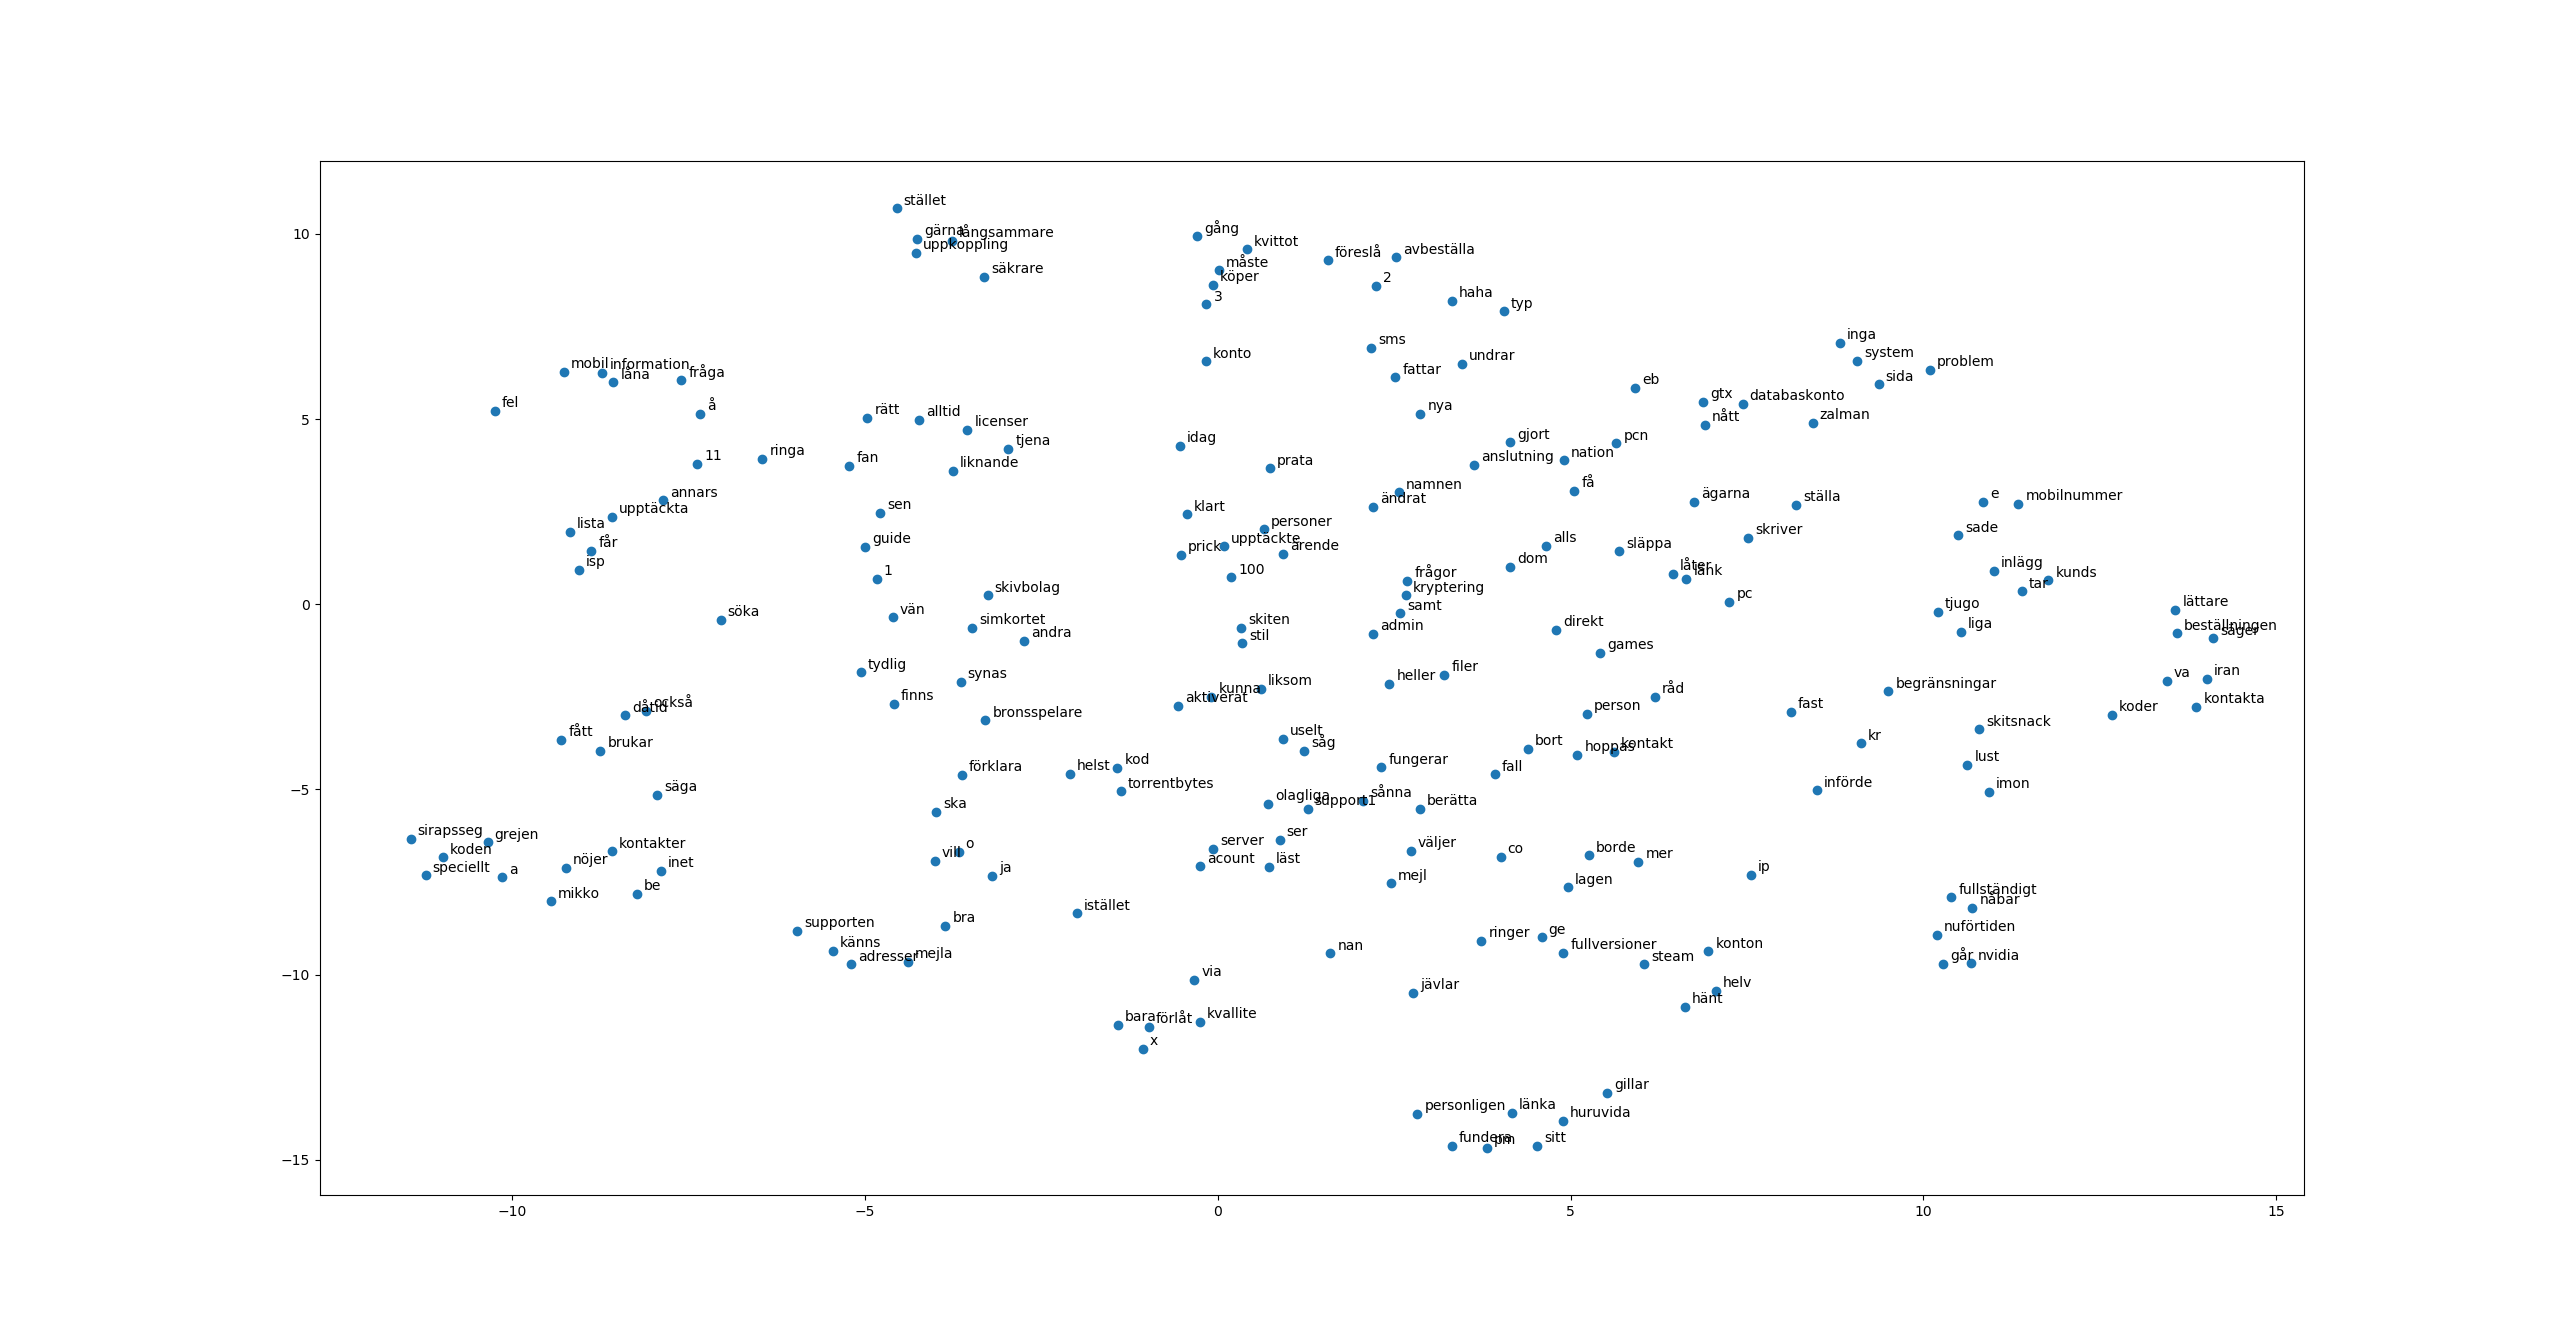 stället
gärna
långsammare
uppkoppling
säkrare
gång
kvittot
måste
köper
3
föreslå
avbeställa
2
haha
typ
10
konto
sms
undrar
fattar
nya
inga
system
problem
sida
mobil
information
låna
fråga
fel
å
eb
gtx
databaskonto
nått
zalman
5
rätt
alltid
licenser
tjena
idag
gjort
pcn
11
ringa
fan
liknande
prata
anslutning
nation
annars
namnen
ändrat
få
ägarna
ställa
e
mobilnummer
upptäckta
lista
får
isp
sen
guide
1
klart
personer
upptäckte
prick
ärende
100
alls
dom
släppa
skriver
sade
låter
länk
inlägg
kunds
tar
frågor
kryptering
samt
admin
skivbolag
pc
0
söka
vän
simkortet
andra
skiten
stil
direkt
games
tjugo
liga
lättare
beställningen
säger
tydlig
synas
finns
bronsspelare
kunna
liksom
aktiverat
heller
filer
råd
person
begränsningar
va
iran
kontakta
koder
fast
också
dåtid
fått
brukar
uselt
såg
bort
hoppas
kontakt
skitsnack
kr
lust
imon
införde
säga
förklara
helst
kod
torrentbytes
fungerar
fall
−5
ska
olagliga
support1
sånna
berätta
sirapsseg
grejen
koden
speciellt
a
kontakter
nöjer
inet
be
mikko
vill
o
ja
server
ser
acount
läst
väljer
mejl
co
borde
mer
lagen
ip
fullständigt
nåbar
nuförtiden
går
nvidia
supporten
känns
adresser
mejla
bra
istället
nan
ringer
ge
fullversioner
steam
konton
helv
hänt
−10
via
jävlar
bara
förlåt
kvallite
x
gillar
personligen
länka
huruvida
fundera
pm
sitt
−15
−10
−5
0
5
10
15